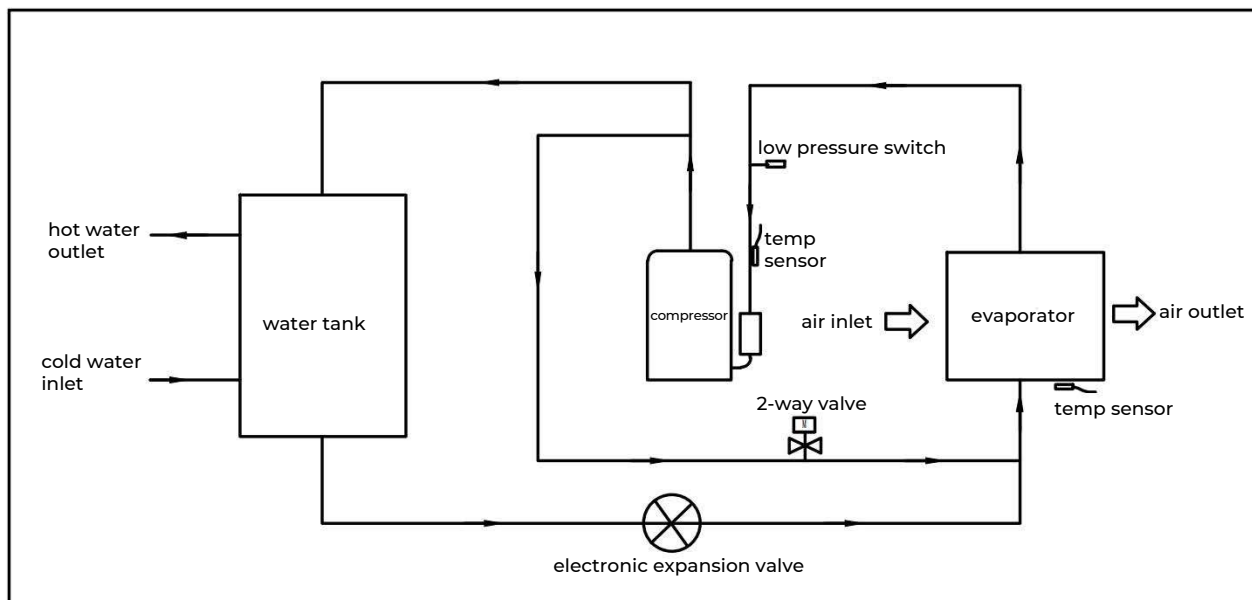 low pressure switch
hot water
outlet
temp
sensor
water tank
compressor
air inlet
evaporator
air outlet
cold water
inlet
2-way valve
M
temp sensor
electronic expansion valve